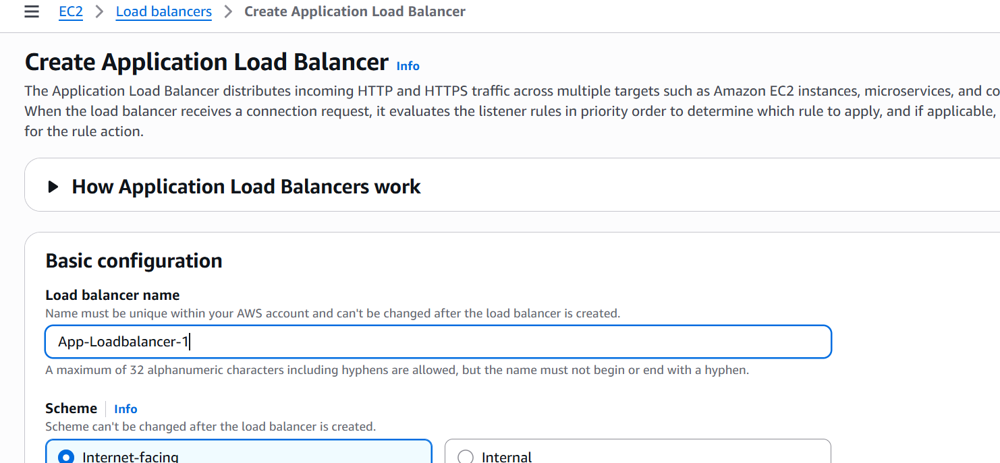 EC2 > Load balancers > Create Application Load Balancer
Create Application Load Balancer Info
The Application Load Balancer distributes incoming HTTP and HTTPS traffic across multiple targets such as Amazon EC2 instances, microservices, and co
When the load balancer receives a connection request, it evaluates the listener rules in priority order to determine which rule to apply, and if applicable,
for the rule action.
How Application Load Balancers work
Basic configuration
Load balancer name
Name must be unique within your AWS account and can't be changed after the load balancer is created.
App-Loadbalancer-1
A maximum of 32 alphanumeric characters including hyphens are allowed, but the name must not begin or end with a hyphen.
Scheme Info
Scheme can't be changed after the load balancer is created.
Internet-facing Internal